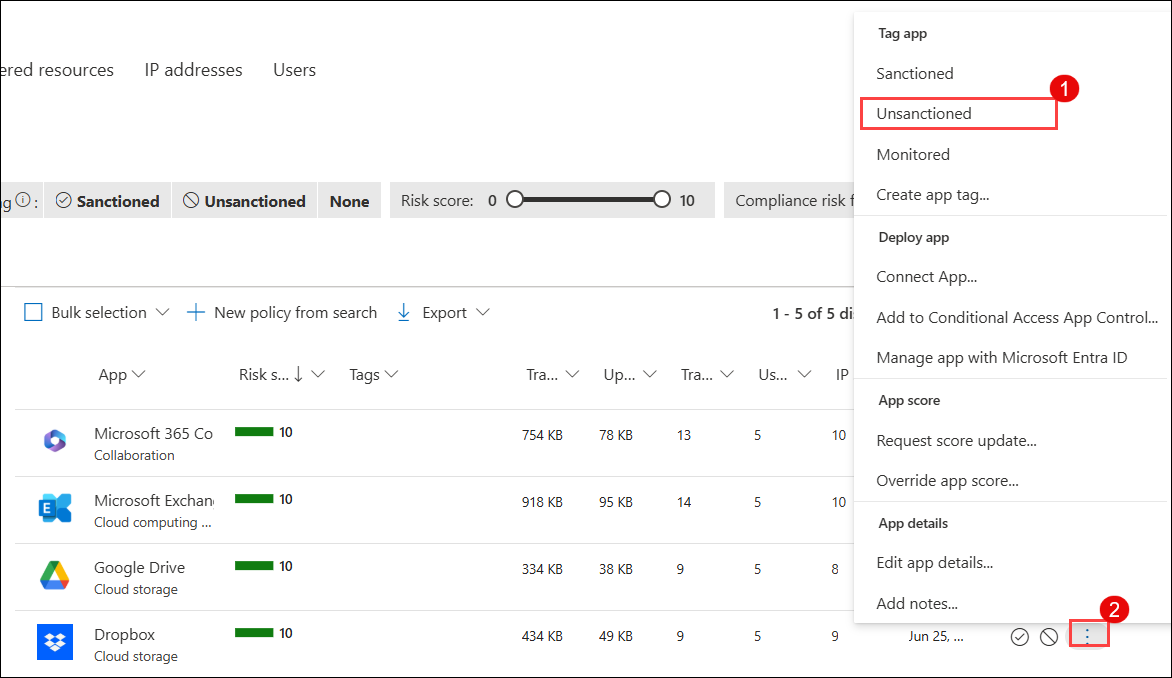 ered resources IP addresses Users
g : Sanctioned Unsanctioned None Risk score: 0 10 Compliance risk f
Bulk selection New policy from search Export 1 - 5 of 5 di
App Risk s... Tags Tra... Up... Tra... Us... IP
Microsoft 365 Co 10 754 KB 78 KB 13 5 10
Collaboration
Microsoft Exchan 10 918 KB 95 KB 14 5 10
Cloud computing ...
Google Drive 10 334 KB 38 KB 9 5 8
Cloud storage
Dropbox 10 434 KB 49 KB 9 5 9 Jun 25, ...
Cloud storage
Tag app
Sanctioned
1
Unsanctioned
Monitored
Create app tag...
Deploy app
Connect App...
Add to Conditional Access App Control...
Manage app with Microsoft Entra ID
App score
Request score update...
Override app score...
App details
Edit app details...
Add notes...
2